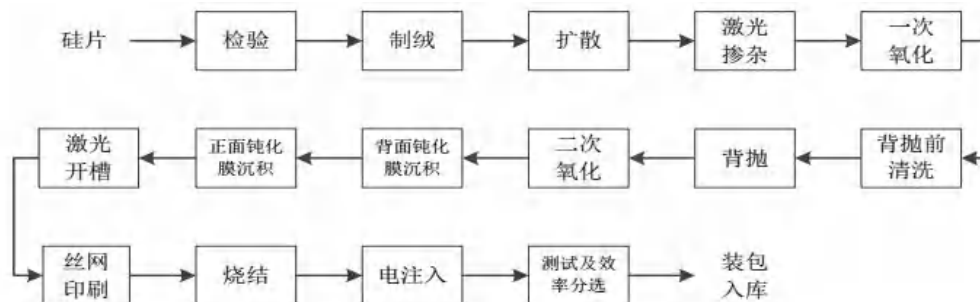 硅片
检验
制绒
扩散
激光
掺杂
一次
氧化
背抛前
清洗
背抛
二次
氧化
背面钝化
膜沉积
正面钝化
膜沉积
激光
开槽
丝网
印刷
烧结
电注入
测试及效
率分选
装包
入库